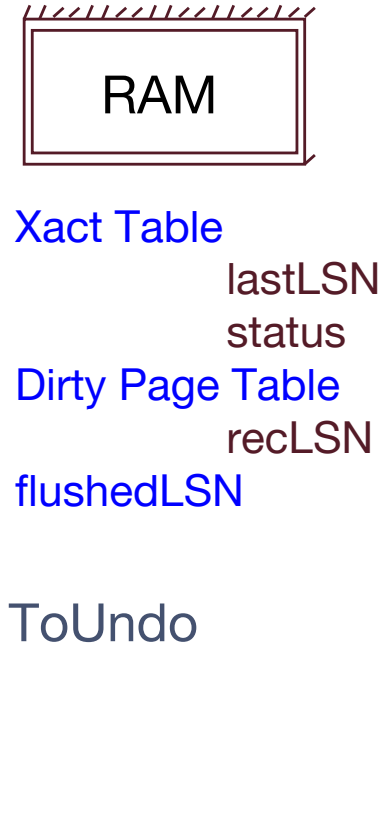 RAM
Xact Table
lastLSN
status
Dirty Page Table
recLSN
flushedLSN
ToUndo